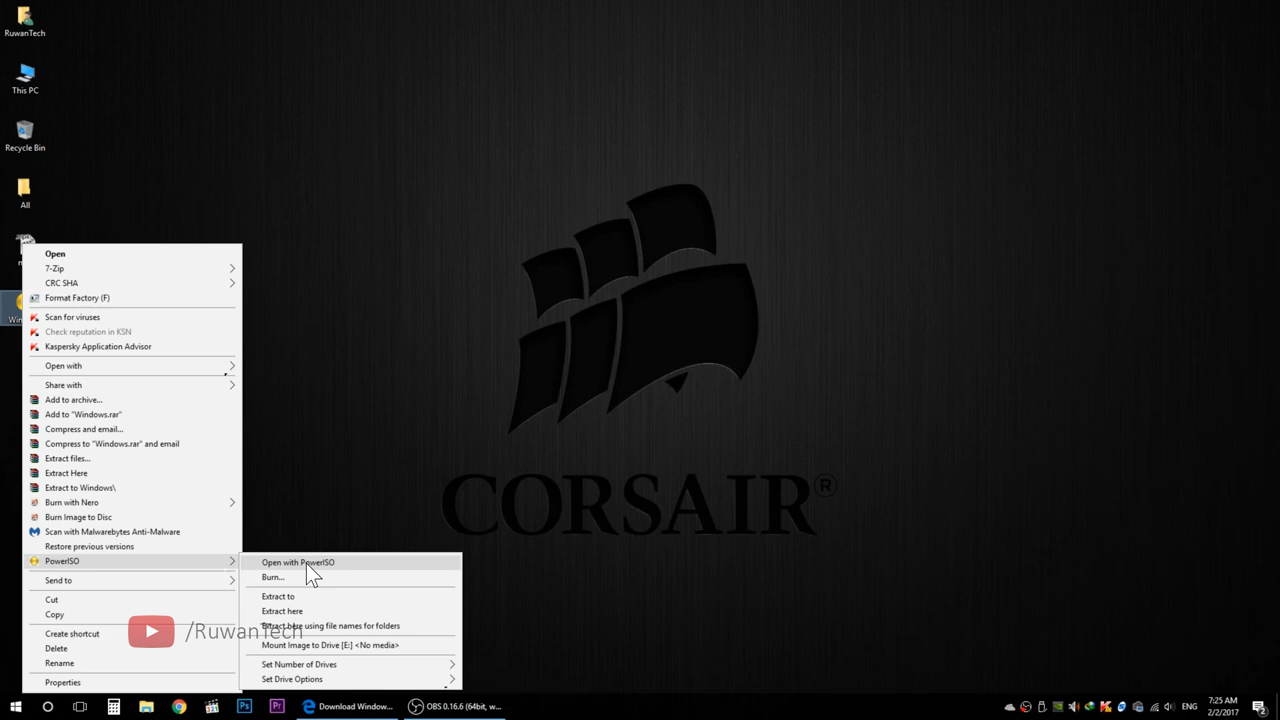 RuwanTech
This PC
Recycle Bin
All
Open
7-Zip
CRC SHA
Format Factory (F)
Scan for viruses
Check reputation in KSN
Kaspersky Application Advisor
Open with
Share with
Add to archive...
Add to "Windows.rar"
Compress and email...
Compress to "Windows.rar" and email
Extract files...
Extract Here
Extract to Windows\
Burn with Nero
Burn Image to Disc
Scan with Malwarebytes Anti-Malware
Restore previous versions
PowerISO
Send to
Cut
Copy
Create shortcut
Delete
Rename
Properties
Open with PowerISO
Burn...
Extract to
Extract here
Extract here using file names for folders
Mount Image to Drive [E:] <No media>
Set Number of Drives
Set Drive Options
/RuwanTech
CORSAIR®
Ps
Pr
Download Window...
OBS 0.16.6 (64bit, w...
ENG
7:25 AM
2/2/2017